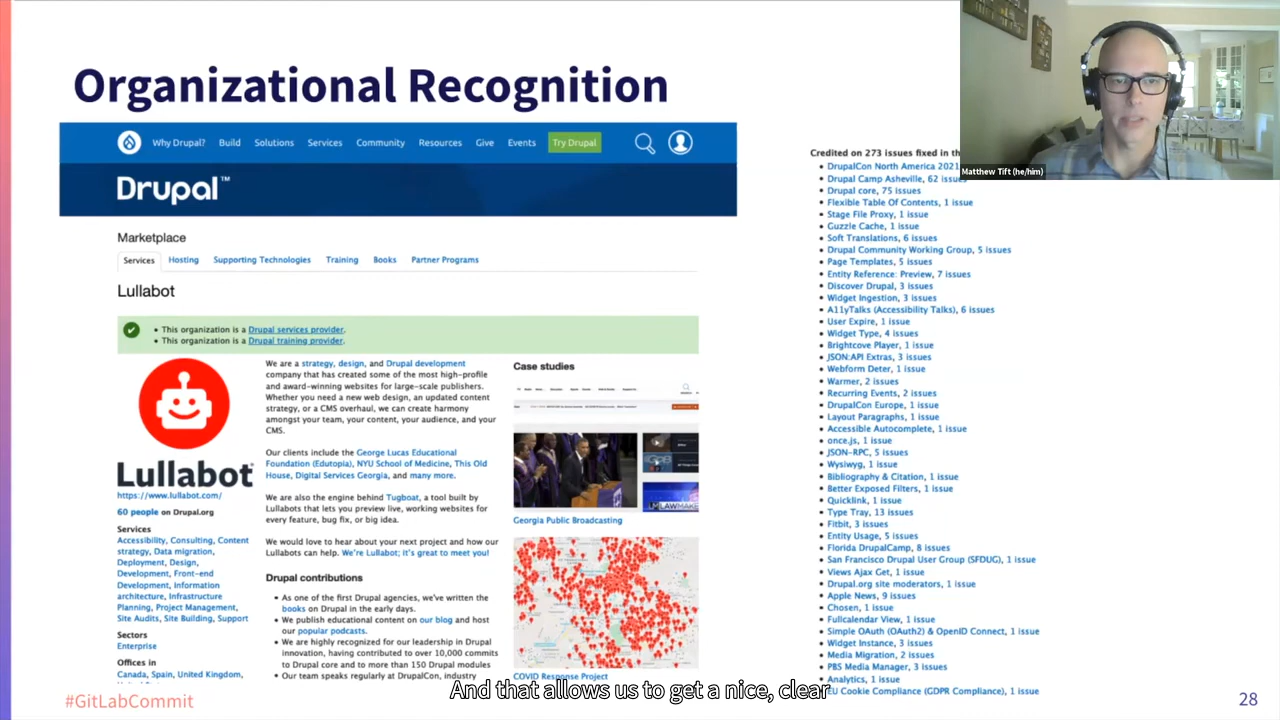 Organizational Recognition
Why Drupal? Build Solutions Services Community Resources Give Events Try Drupal
Drupal™
Marketplace
Services Hosting Supporting Technologies Training Books Partner Programs
Lullabot
• This organization is a Drupal services provider.
• This organization is a Drupal training provider.
Lullabot®
https://www.lullabot.com/
60 people on Drupal.org
Services
Accessibility, Consulting, Content
strategy, Data migration,
Deployment, Design,
Development, Front-end
Development, Information
architecture, Infrastructure
Planning, Project Management,
Site Audits, Site Building, Support
Sectors
Enterprise
Offices in
Canada, Spain, United Kingdom,
We are a strategy, design, and Drupal development
company that has created some of the most high-profile
and award-winning websites for large-scale publishers.
Whether you need a new web design, an updated content
strategy, or a CMS overhaul, we can create harmony
amongst your team, your content, your audience, and your
CMS.
Our clients include the George Lucas Educational
Foundation (Edutopia), NYU School of Medicine, This Old
House, Digital Services Georgia, and many more.
We are also the engine behind Tugboat, a tool built by
Lullabots that lets you preview live, working websites for
every feature, bug fix, or big idea.
We would love to hear about your next project and how our
Lullabots can help. We're Lullabot; it's great to meet you!
Drupal contributions
• As one of the first Drupal agencies, we've written the
books on Drupal in the early days.
• We publish educational content on our blog and host
our popular podcasts.
• We are highly recognized for our leadership in Drupal
innovation, having contributed to over 10,000 commits
to Drupal core and to more than 150 Drupal modules
• Our team speaks regularly at DrupalCon, industry
Case studies
LAWMAKE
Georgia Public Broadcasting
COVID Response Project
Credited on 273 issues fixed in th
• DrupalCon North America 2021
• Drupal Camp Asheville, 62 issues
• Drupal core, 75 issues
• Flexible Table Of Contents, 1 issue
• Stage File Proxy, 1 issue
• Guzzle Cache, 1 issue
• Soft Translations, 6 issues
• Drupal Community Working Group, 5 issues
• Page Templates, 5 issues
• Entity Reference: Preview, 7 issues
• Discover Drupal, 3 issues
• Widget Ingestion, 3 issues
• A11yTalks (Accessibility Talks), 6 issues
• User Expire, 1 issue
• Widget Type, 4 issues
• Brightcove Player, 1 issue
• JSON:API Extras, 3 issues
• Webform Deter, 1 issue
• Warmer, 2 issues
• Recurring Events, 2 issues
• DrupalCon Europe, 1 issue
• Layout Paragraphs, 1 issue
• Accessible Autocomplete, 1 issue
• once.js, 1 issue
• JSON-RPC, 5 issues
• Wysiwyg, 1 issue
• Bibliography & Citation, 1 issue
• Better Exposed Filters, 1 issue
• Quicklink, 1 issue
• Type Tray, 13 issues
• Fitbit, 3 issues
• Entity Usage, 5 issues
• Florida DrupalCamp, 8 issues
• San Francisco Drupal User Group (SFDUG), 1 issue
• Views Ajax Get, 1 issue
• Drupal.org site moderators, 1 issue
• Apple News, 9 issues
• Chosen, 1 issue
• Fullcalendar View, 1 issue
• Simple OAuth (OAuth2) & OpenID Connect, 1 issue
• Widget Instance, 3 issues
• Media Migration, 2 issues
• PBS Media Manager, 3 issues
• Analytics, 1 issue
• EU Cookie Compliance (GDPR Compliance), 1 issue
Matthew Tift (he/him)
And that allows us to get a nice, clear
#GitLabCommit
28